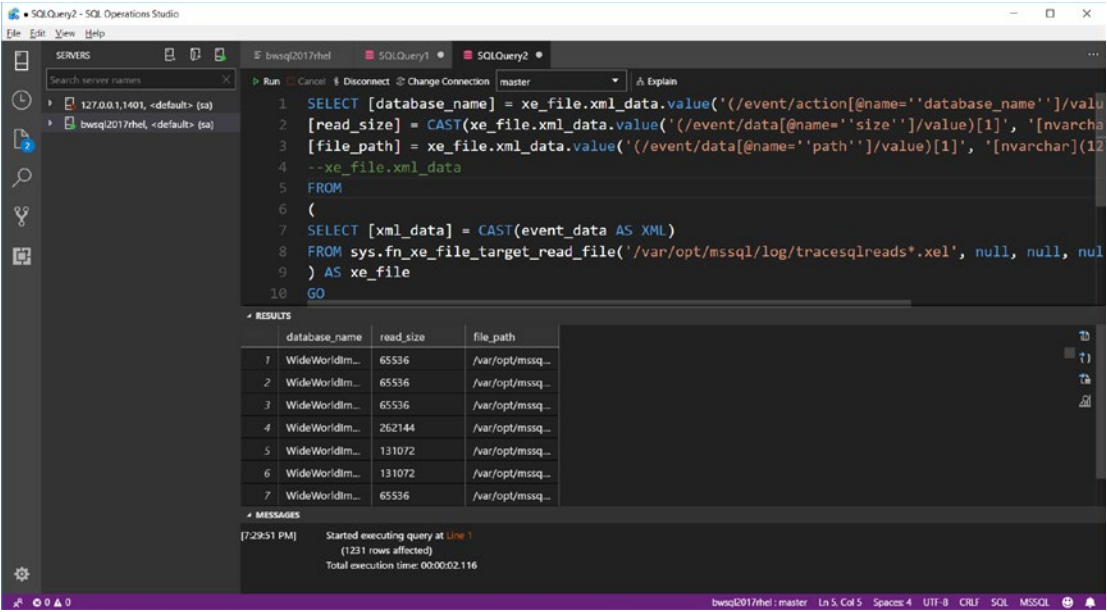 SQLQuery2 - SQL Operations Studio
File Edit View Help
SERVERS
Search server names
127.0.0.1,1401, <default> (sa)
bwsql2017rhel, <default> (sa)
2
bwsql2017rhel SQLQuery1 SQLQuery2
Run Cancel Disconnect Change Connection master Explain
1 SELECT [database_name] = xe_file.xml_data.value('(/event/action[@name=''database_name'']/valu
2 [read_size] = CAST(xe_file.xml_data.value('(/event/data[@name=''size'']/value)[1]', '[nvarcha
3 [file_path] = xe_file.xml_data.value('(/event/data[@name=''path'']/value)[1]', '[nvarchar](12
4 --xe_file.xml_data
5 FROM
6 (
7 SELECT [xml_data] = CAST(event_data AS XML)
8 FROM sys.fn_xe_file_target_read_file('/var/opt/mssql/log/tracesqlreads*.xel', null, null, nul
9 ) AS xe_file
10 GO
RESULTS
database_name read_size file_path
1 WideWorldIm... 65536 /var/opt/mssq...
2 WideWorldIm... 65536 /var/opt/mssq...
3 WideWorldIm... 65536 /var/opt/mssq...
4 WideWorldIm... 262144 /var/opt/mssq...
5 WideWorldIm... 131072 /var/opt/mssq...
6 WideWorldIm... 131072 /var/opt/mssq...
7 WideWorldIm... 65536 /var/opt/mssq...
MESSAGES
[7:29:51 PM] Started executing query at Line 1
(1231 rows affected)
Total execution time: 00:00:02.116
0 0 bwsql2017rhel : master Ln 5, Col 5 Spaces: 4 UTF-8 CRLF SQL MSSQL